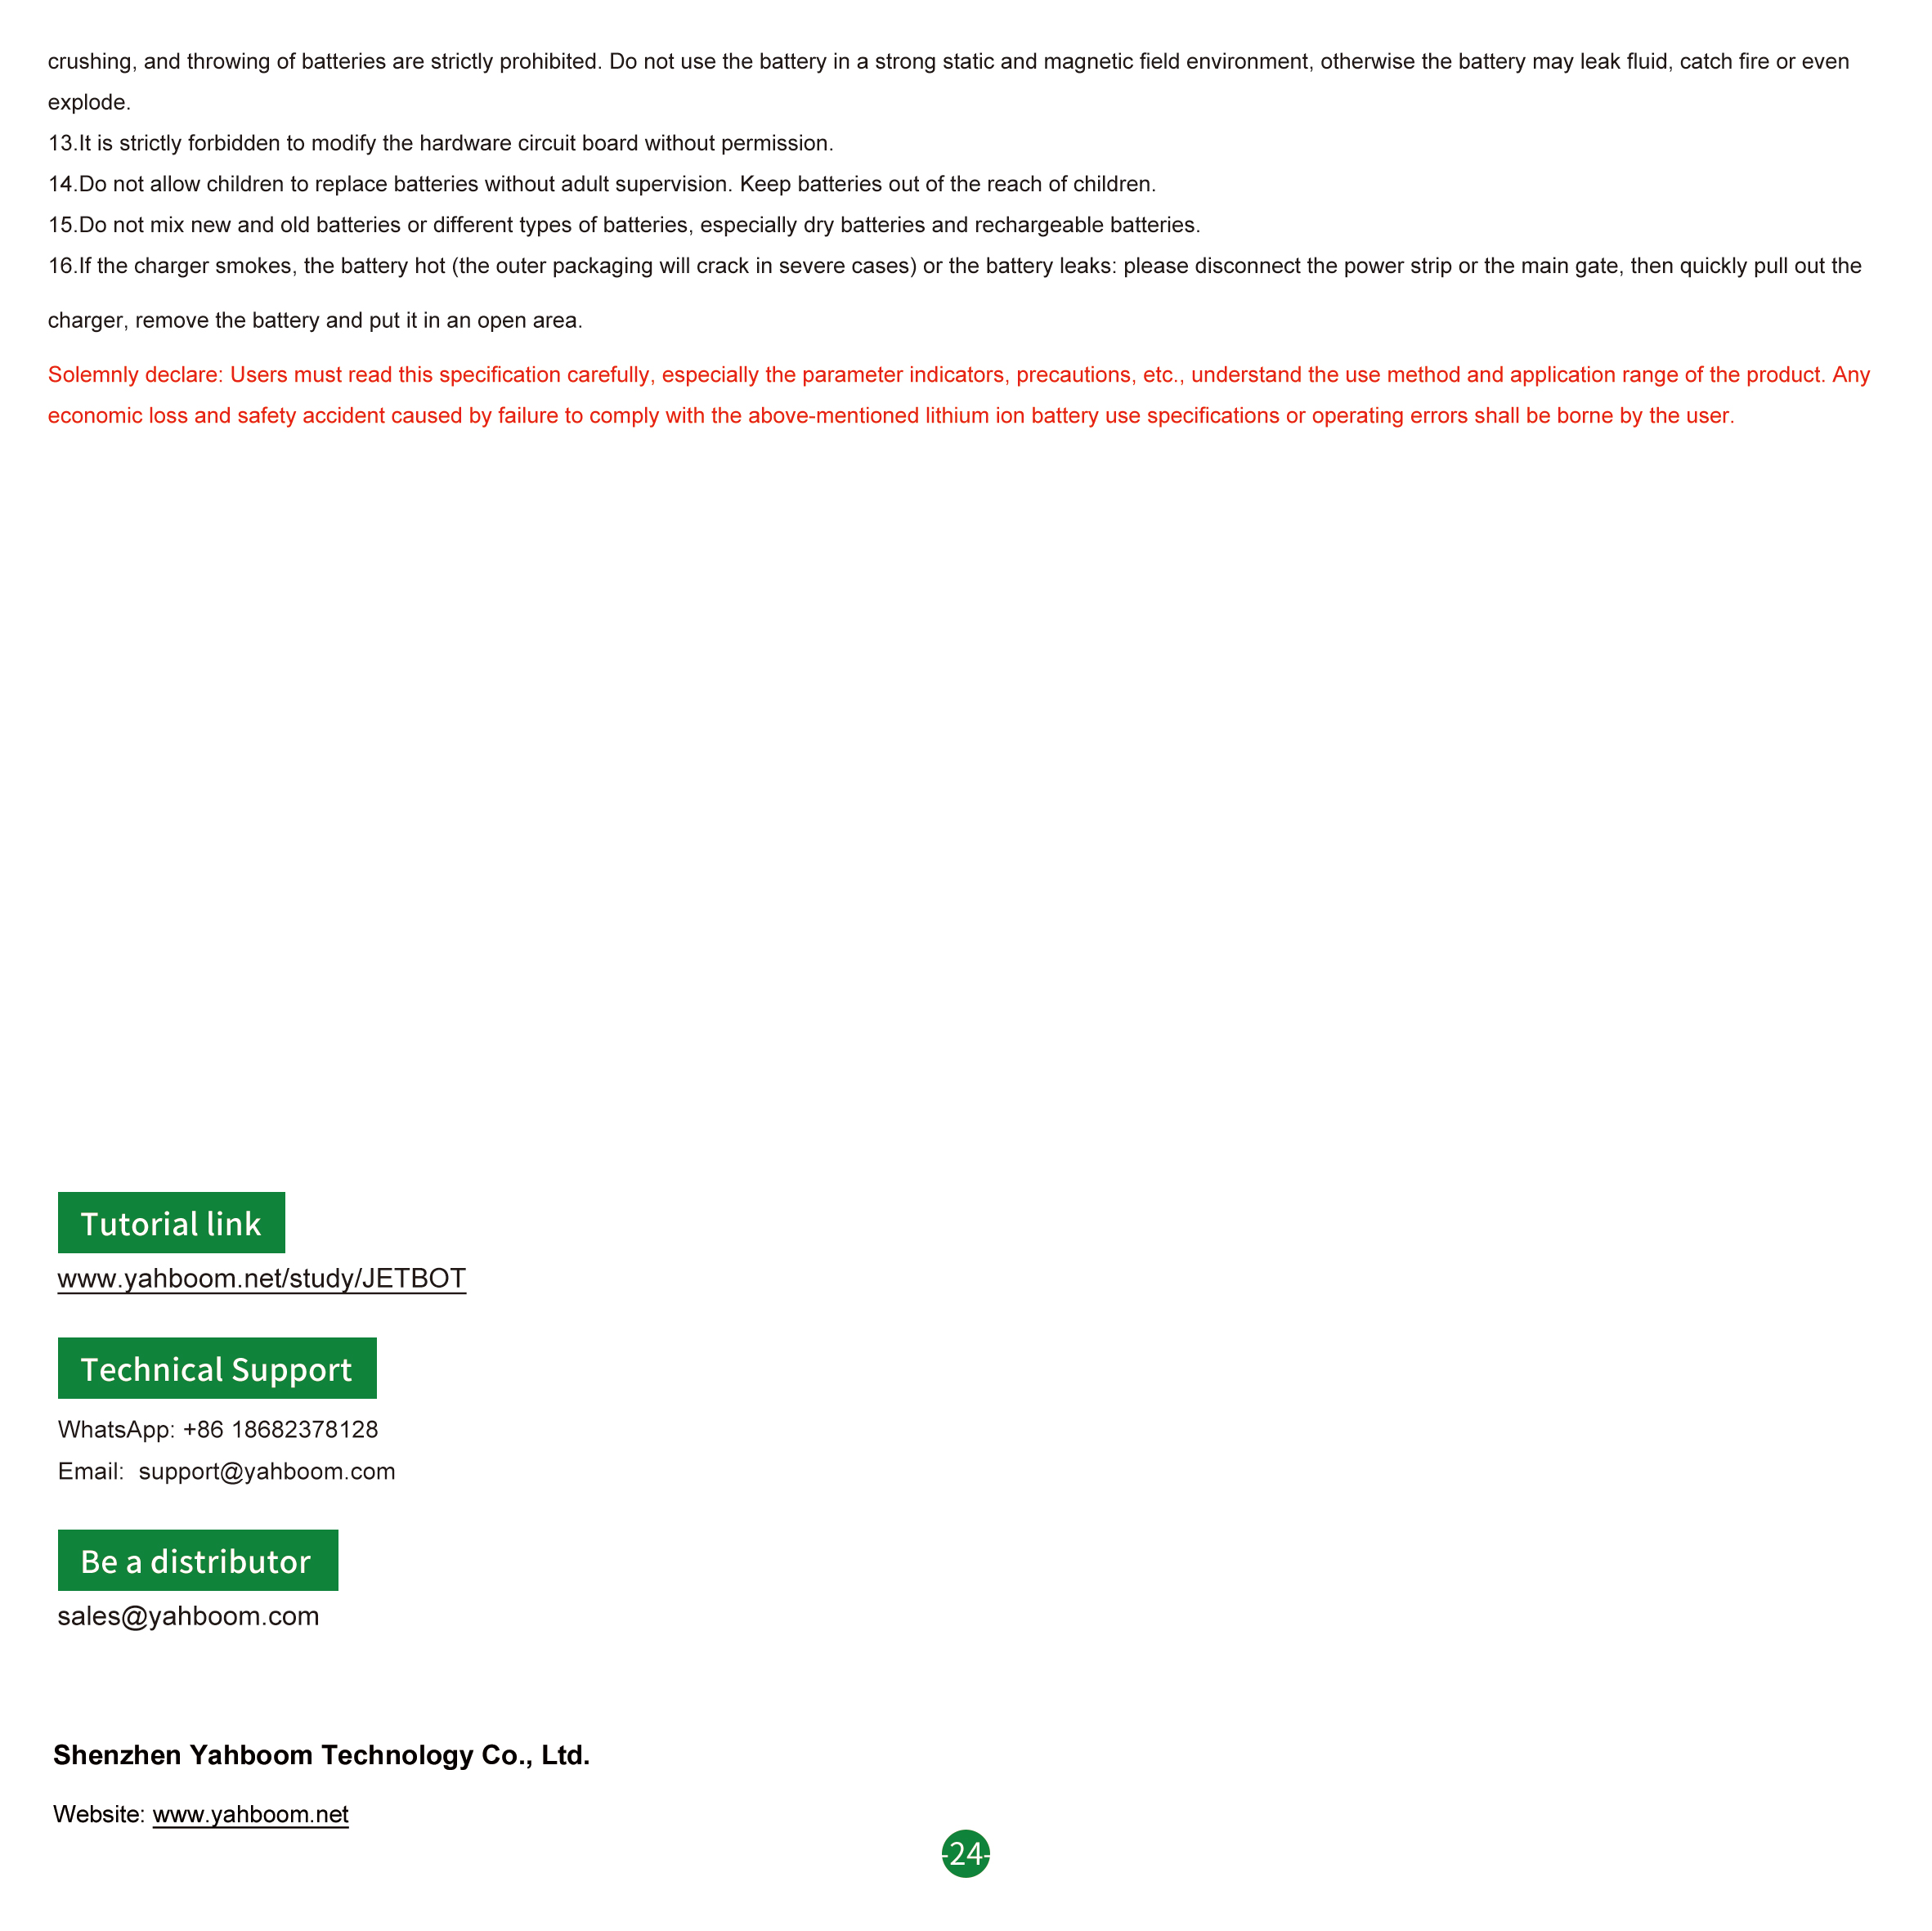 crushing, and throwing of batteries are strictly prohibited. Do not use the battery in a strong static and magnetic field environment, otherwise the battery may leak fluid, catch fire or even
explode.
13.It is strictly forbidden to modify the hardware circuit board without permission.
14.Do not allow children to replace batteries without adult supervision. Keep batteries out of the reach of children.
15.Do not mix new and old batteries or different types of batteries, especially dry batteries and rechargeable batteries.
16.If the charger smokes, the battery hot (the outer packaging will crack in severe cases) or the battery leaks: please disconnect the power strip or the main gate, then quickly pull out the
charger, remove the battery and put it in an open area.
Solemnly declare: Users must read this specification carefully, especially the parameter indicators, precautions, etc., understand the use method and application range of the product. Any
economic loss and safety accident caused by failure to comply with the above-mentioned lithium ion battery use specifications or operating errors shall be borne by the user.
Tutorial link
www.yahboom.net/study/JETBOT
Technical Support
WhatsApp: +86 18682378128
Email:  support@yahboom.com
Be a distributor
sales@yahboom.com
Shenzhen Yahboom Technology Co., Ltd.
Website: www.yahboom.net
-24-